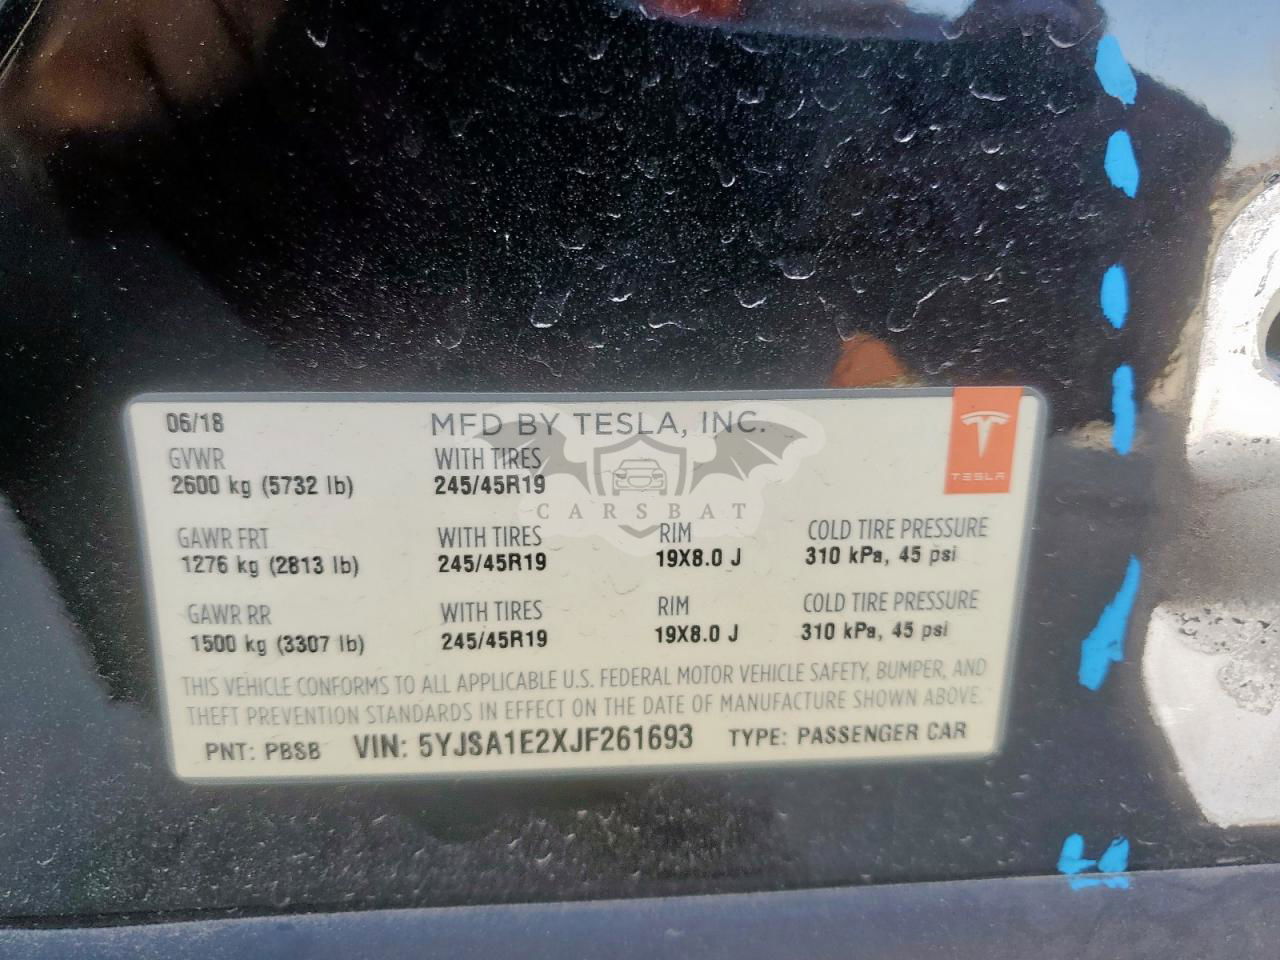 06/18 MFD BY TESLA, INC.
GVWR WITH TIRES
2600 kg (5732 lb) 245/45R19
TESLA
CARSBAT
GAWR FRT WITH TIRES RIM COLD TIRE PRESSURE
1276 kg (2813 lb) 245/45R19 19X8.0 J 310 kPa, 45 psi
GAWR RR WITH TIRES RIM COLD TIRE PRESSURE
1500 kg (3307 lb) 245/45R19 19X8.0 J 310 kPa, 45 psi
THIS VEHICLE CONFORMS TO ALL APPLICABLE U.S. FEDERAL MOTOR VEHICLE SAFETY, BUMPER, AND
THEFT PREVENTION STANDARDS IN EFFECT ON THE DATE OF MANUFACTURE SHOWN ABOVE.
PNT: PBSB VIN: 5YJSA1E2XJF261693 TYPE: PASSENGER CAR